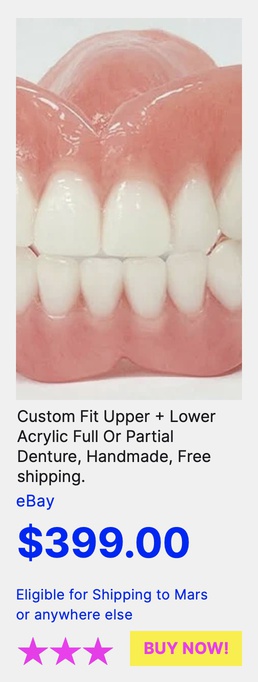 Custom Fit Upper + Lower
Acrylic Full Or Partial
Denture, Handmade, Free
shipping.
eBay
$399.00
Eligible for Shipping to Mars
or anywhere else
BUY NOW!